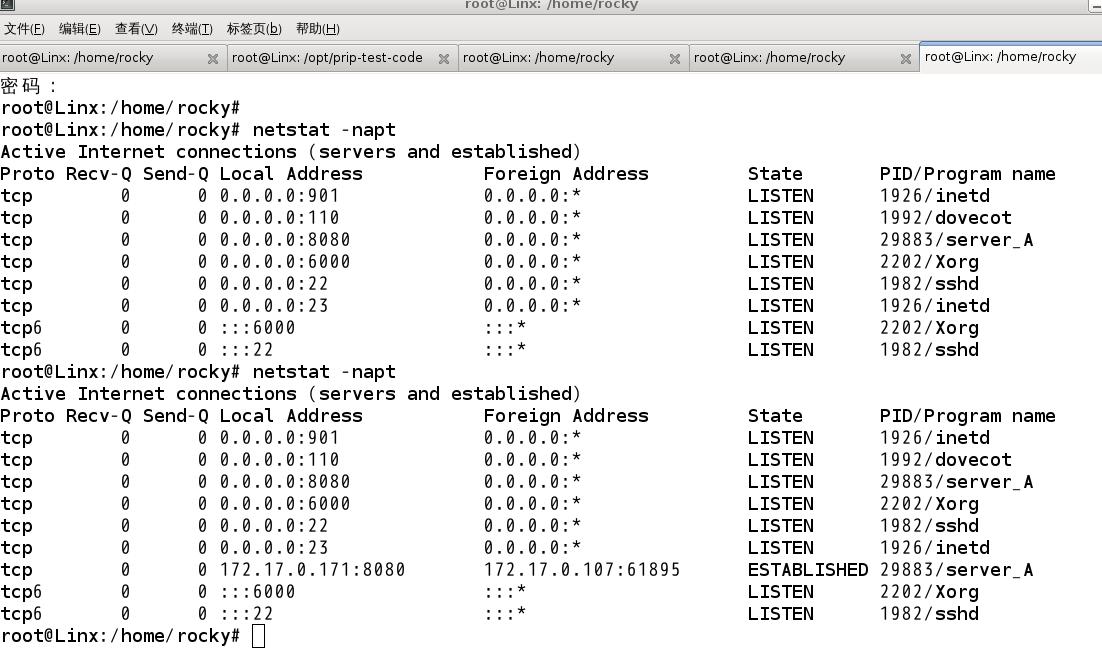 root@Linx: /home/rocky
文件(F) 编辑(E) 查看(V) 终端(T) 标签页(b) 帮助(H)
root@Linx: /home/rocky root@Linx: /opt/prip-test-code root@Linx: /home/rocky root@Linx: /home/rocky root@Linx: /home/rocky
密码：
root@Linx:/home/rocky#
root@Linx:/home/rocky# netstat -napt
Active Internet connections (servers and established)
Proto Recv-Q Send-Q Local Address           Foreign Address         State       PID/Program name
tcp        0      0 0.0.0.0:901             0.0.0.0:*               LISTEN      1926/inetd
tcp        0      0 0.0.0.0:110             0.0.0.0:*               LISTEN      1992/dovecot
tcp        0      0 0.0.0.0:8080            0.0.0.0:*               LISTEN      29883/server_A
tcp        0      0 0.0.0.0:6000            0.0.0.0:*               LISTEN      2202/Xorg
tcp        0      0 0.0.0.0:22              0.0.0.0:*               LISTEN      1982/sshd
tcp        0      0 0.0.0.0:23              0.0.0.0:*               LISTEN      1926/inetd
tcp6       0      0 :::6000                 :::*                    LISTEN      2202/Xorg
tcp6       0      0 :::22                   :::*                    LISTEN      1982/sshd
root@Linx:/home/rocky# netstat -napt
Active Internet connections (servers and established)
Proto Recv-Q Send-Q Local Address           Foreign Address         State       PID/Program name
tcp        0      0 0.0.0.0:901             0.0.0.0:*               LISTEN      1926/inetd
tcp        0      0 0.0.0.0:110             0.0.0.0:*               LISTEN      1992/dovecot
tcp        0      0 0.0.0.0:8080            0.0.0.0:*               LISTEN      29883/server_A
tcp        0      0 0.0.0.0:6000            0.0.0.0:*               LISTEN      2202/Xorg
tcp        0      0 0.0.0.0:22              0.0.0.0:*               LISTEN      1982/sshd
tcp        0      0 0.0.0.0:23              0.0.0.0:*               LISTEN      1926/inetd
tcp        0      0 172.17.0.171:8080       172.17.0.107:61895      ESTABLISHED 29883/server_A
tcp6       0      0 :::6000                 :::*                    LISTEN      2202/Xorg
tcp6       0      0 :::22                   :::*                    LISTEN      1982/sshd
root@Linx:/home/rocky#